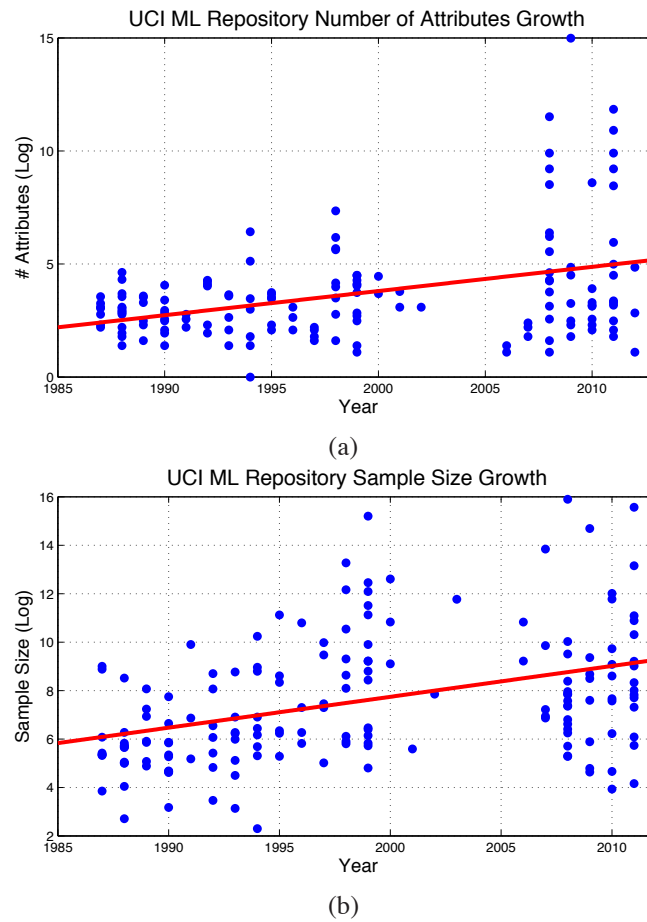 UCI ML Repository Number of Attributes Growth
15
10
5
0
# Attributes (Log)
1985 1990 1995 2000 2005 2010
Year
(a)
UCI ML Repository Sample Size Growth
16
14
12
10
8
6
4
2
Sample Size (Log)
1985 1990 1995 2000 2005 2010
Year
(b)